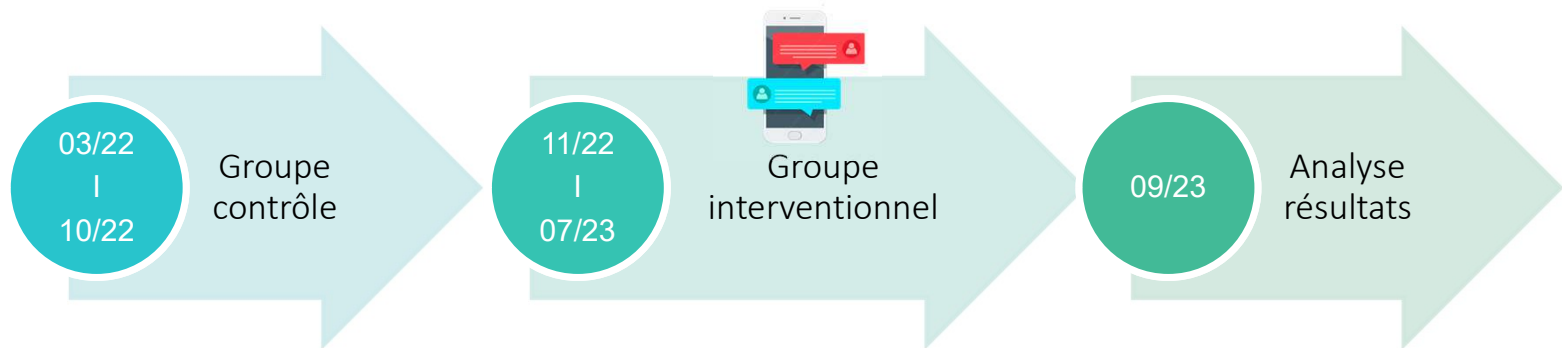 03/22
I
10/22
Groupe
contrôle
11/22
I
07/23
Groupe
interventionnel
09/23
Analyse
résultats